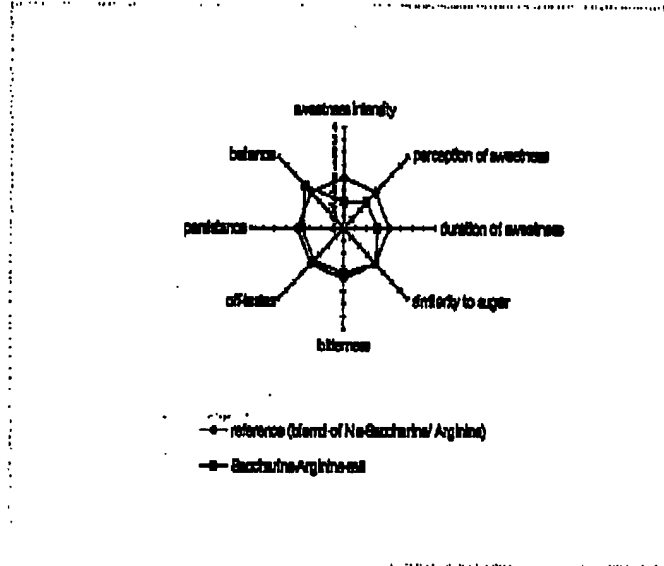 sweetness intensity
balance
perception of sweetness
persistance
duration of sweetness
off-tastes
similarity to sugar
bitterness
reference (blend of Na-Saccharine/ Arginine)
Saccharine-Arginine-salt